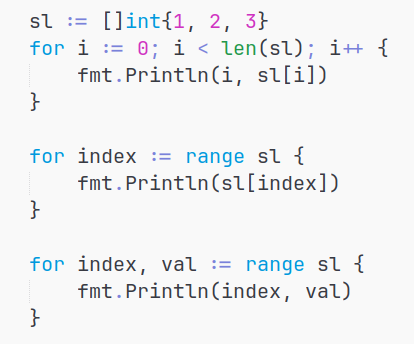 sl := []int{1, 2, 3}
for i := 0; i < len(sl); i++ {
    fmt.Println(i, sl[i])
}

for index := range sl {
    fmt.Println(sl[index])
}

for index, val := range sl {
    fmt.Println(index, val)
}